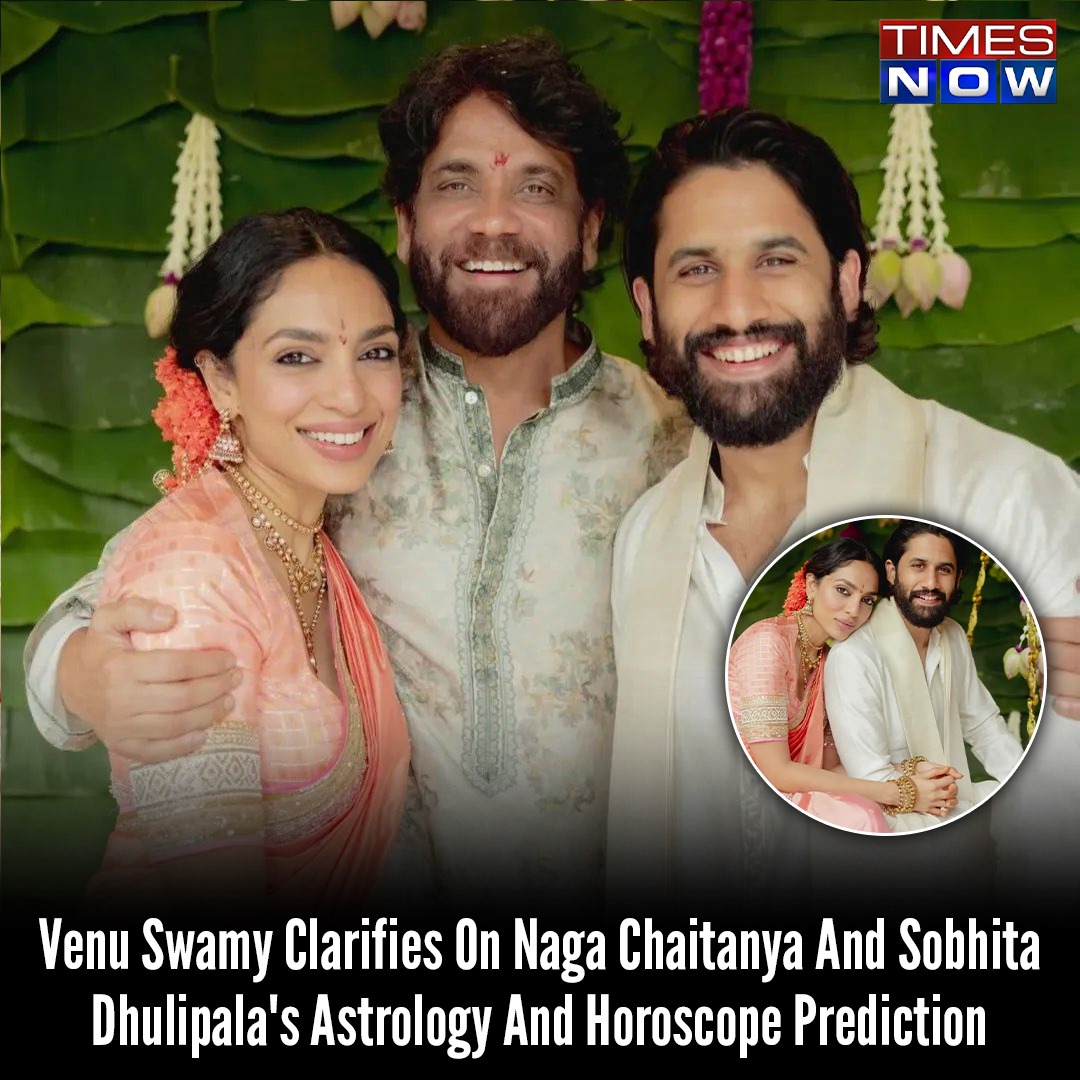 TIMES
NOW
Venu Swamy Clarifies On Naga Chaitanya And Sobhita
Dhulipala's Astrology And Horoscope Prediction